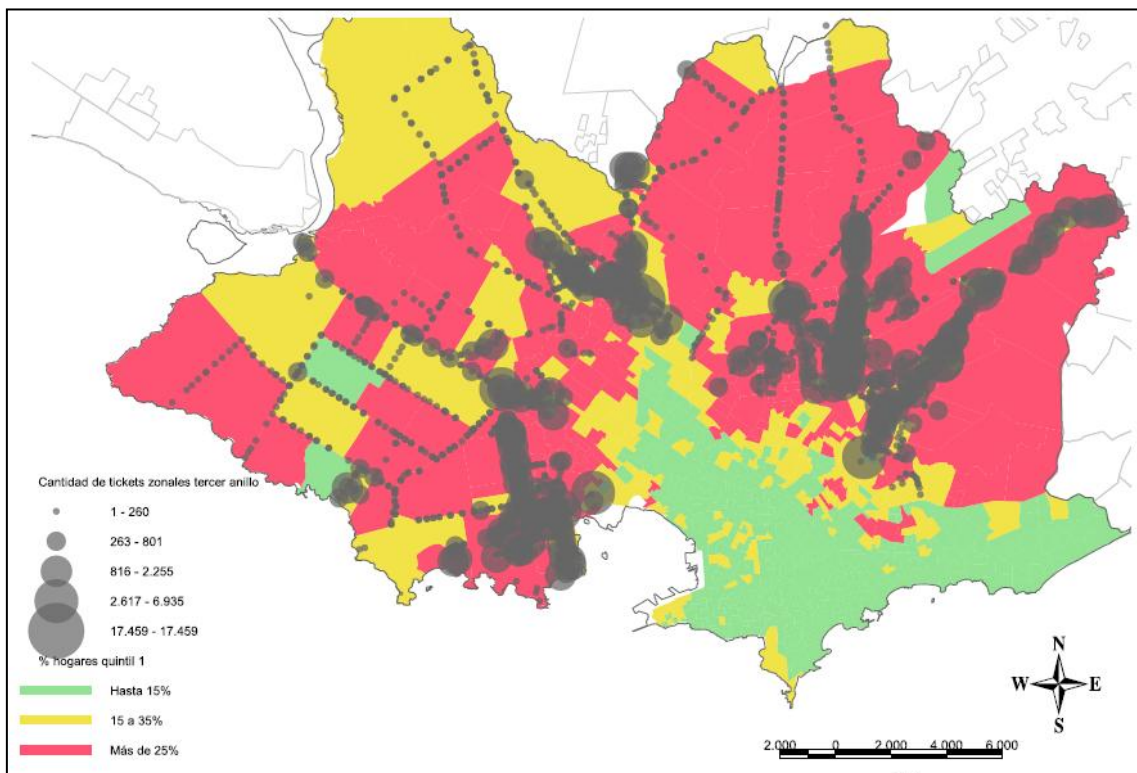 Cantidad de tickets zonales tercer anillo
1 - 260
263 - 801
816 - 2.255
2.617 - 6.935
17.459 - 17.459
% hogares quintil 1
Hasta 15%
15 a 35%
Más de 25%
N
W E
S
2.000 0 2.000 4.000 6.000